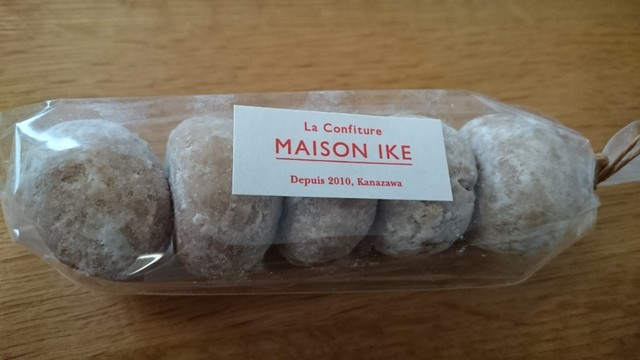 La Confiture
MAISON IKE
Depuis 2010, Kanazawa